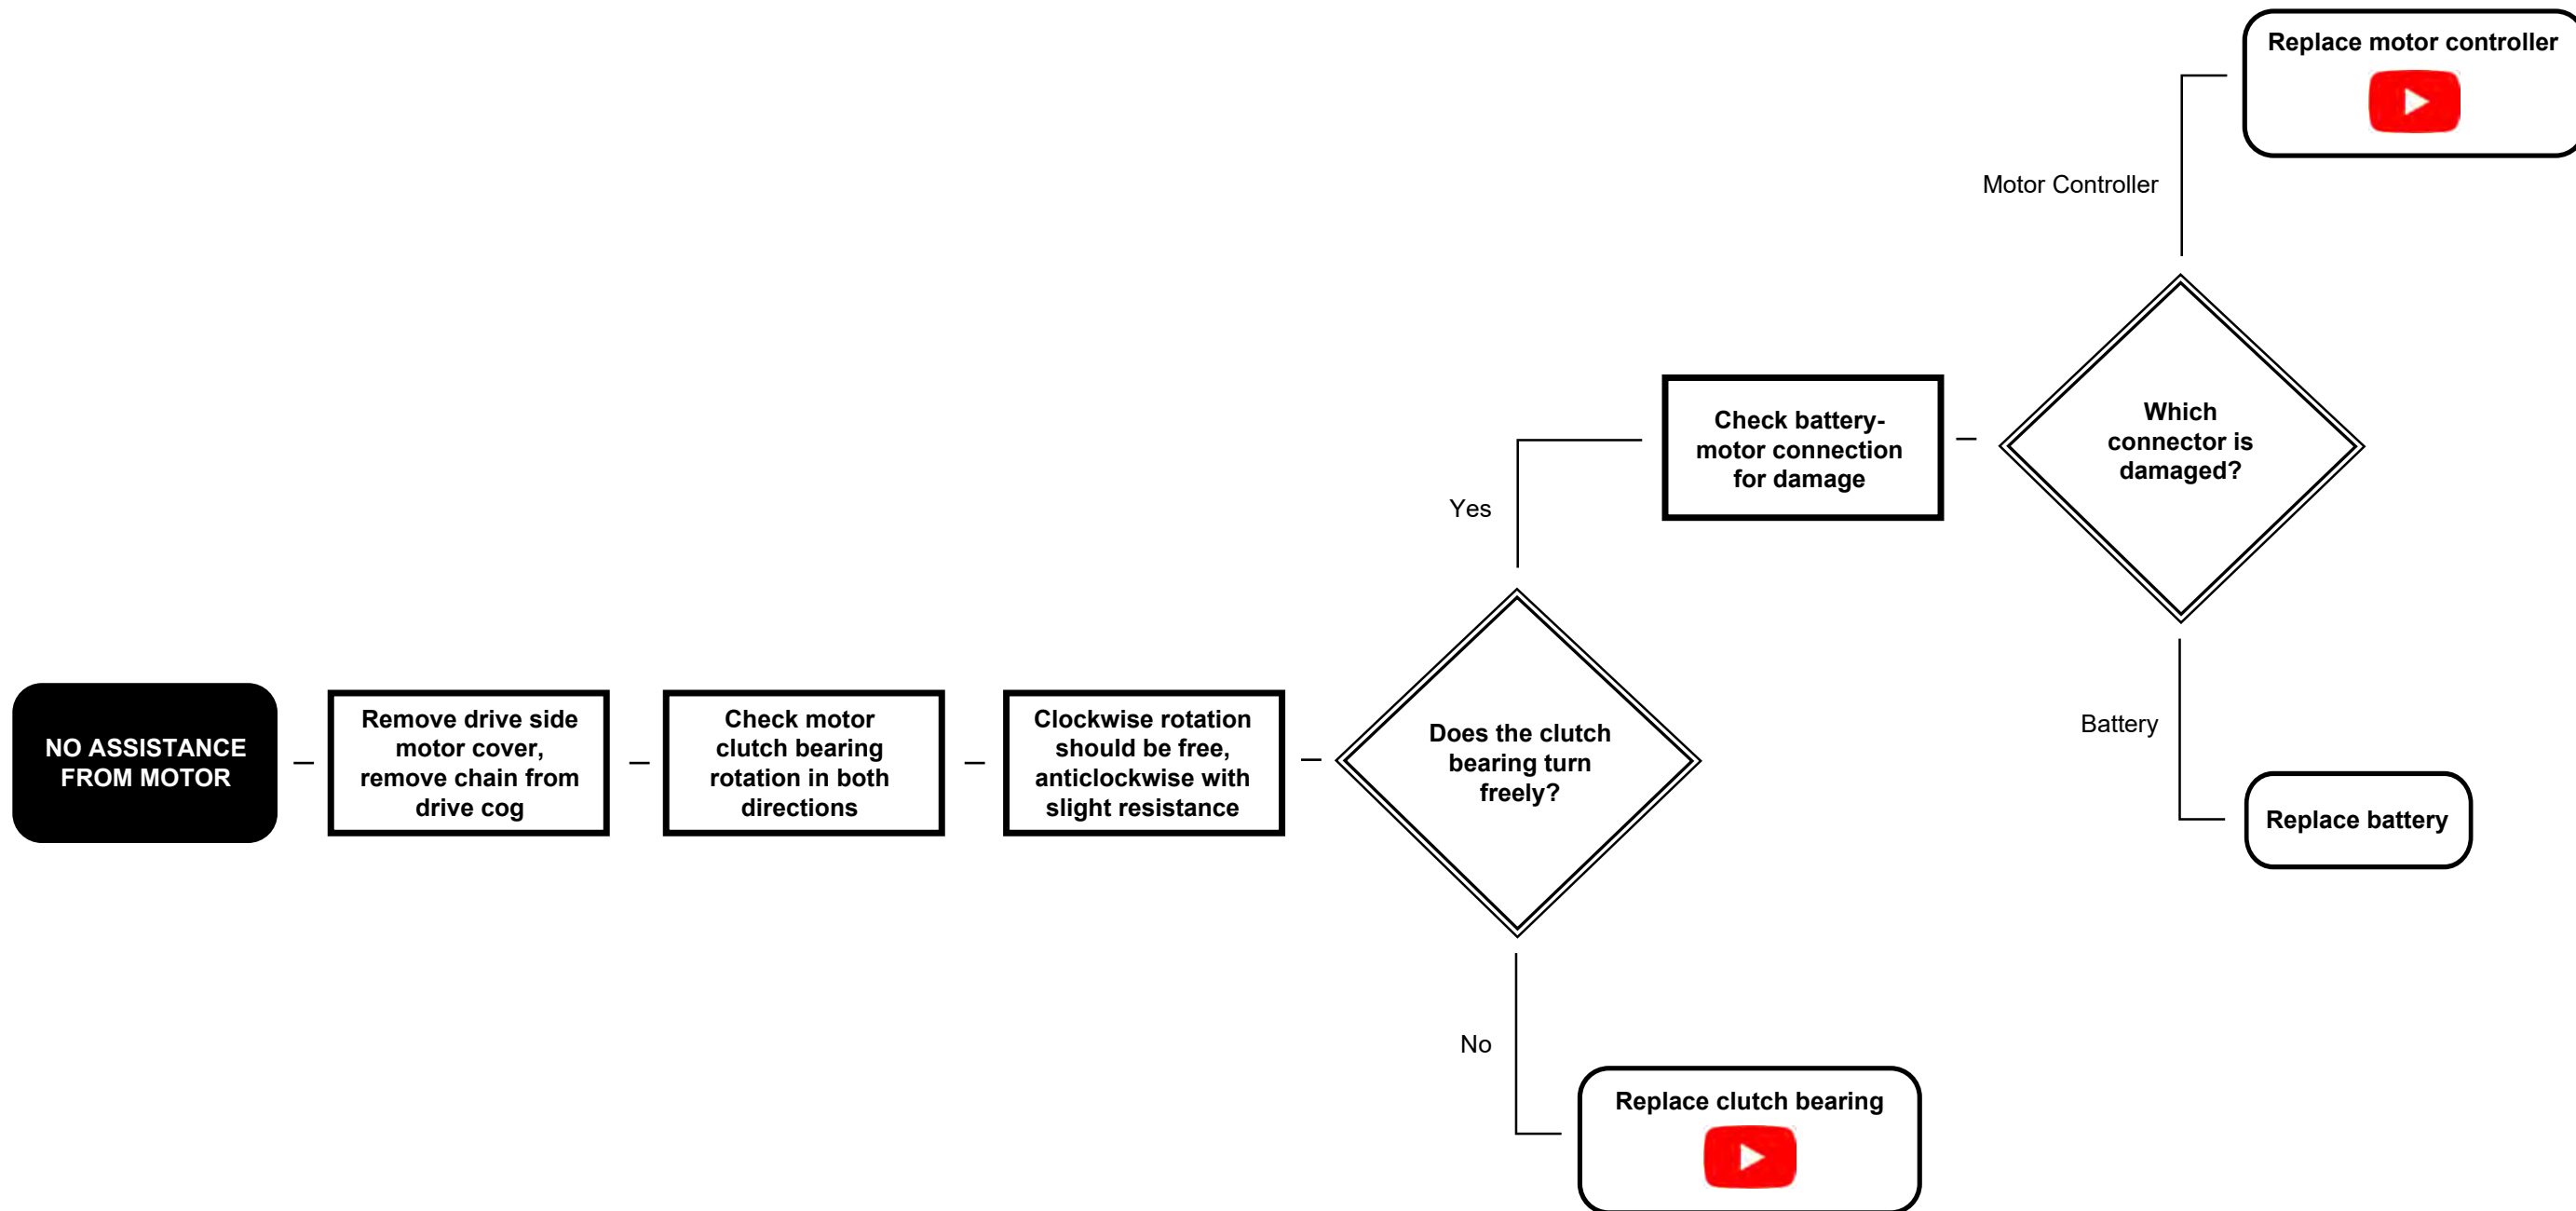 NO ASSISTANCE
FROM MOTOR
Remove drive side
motor cover,
remove chain from
drive cog
Check motor
clutch bearing
rotation in both
directions
Clockwise rotation
should be free,
anticlockwise with
slight resistance
Does the clutch
bearing turn
freely?
Yes
Check battery-
motor connection
for damage
Which
connector is
damaged?
Motor Controller
Replace motor controller
Battery
Replace battery
No
Replace clutch bearing